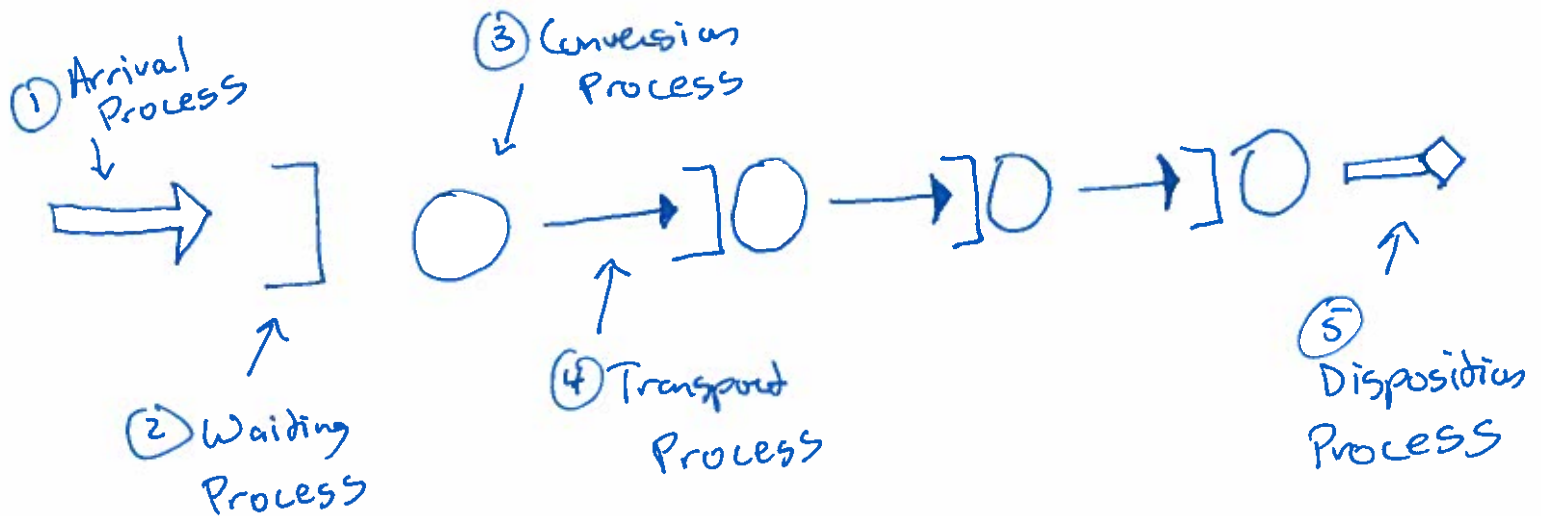 ① Arrival
Process
③ Conversion
Process
② Waiting
Process
④ Transport
Process
⑤
Disposition
Process